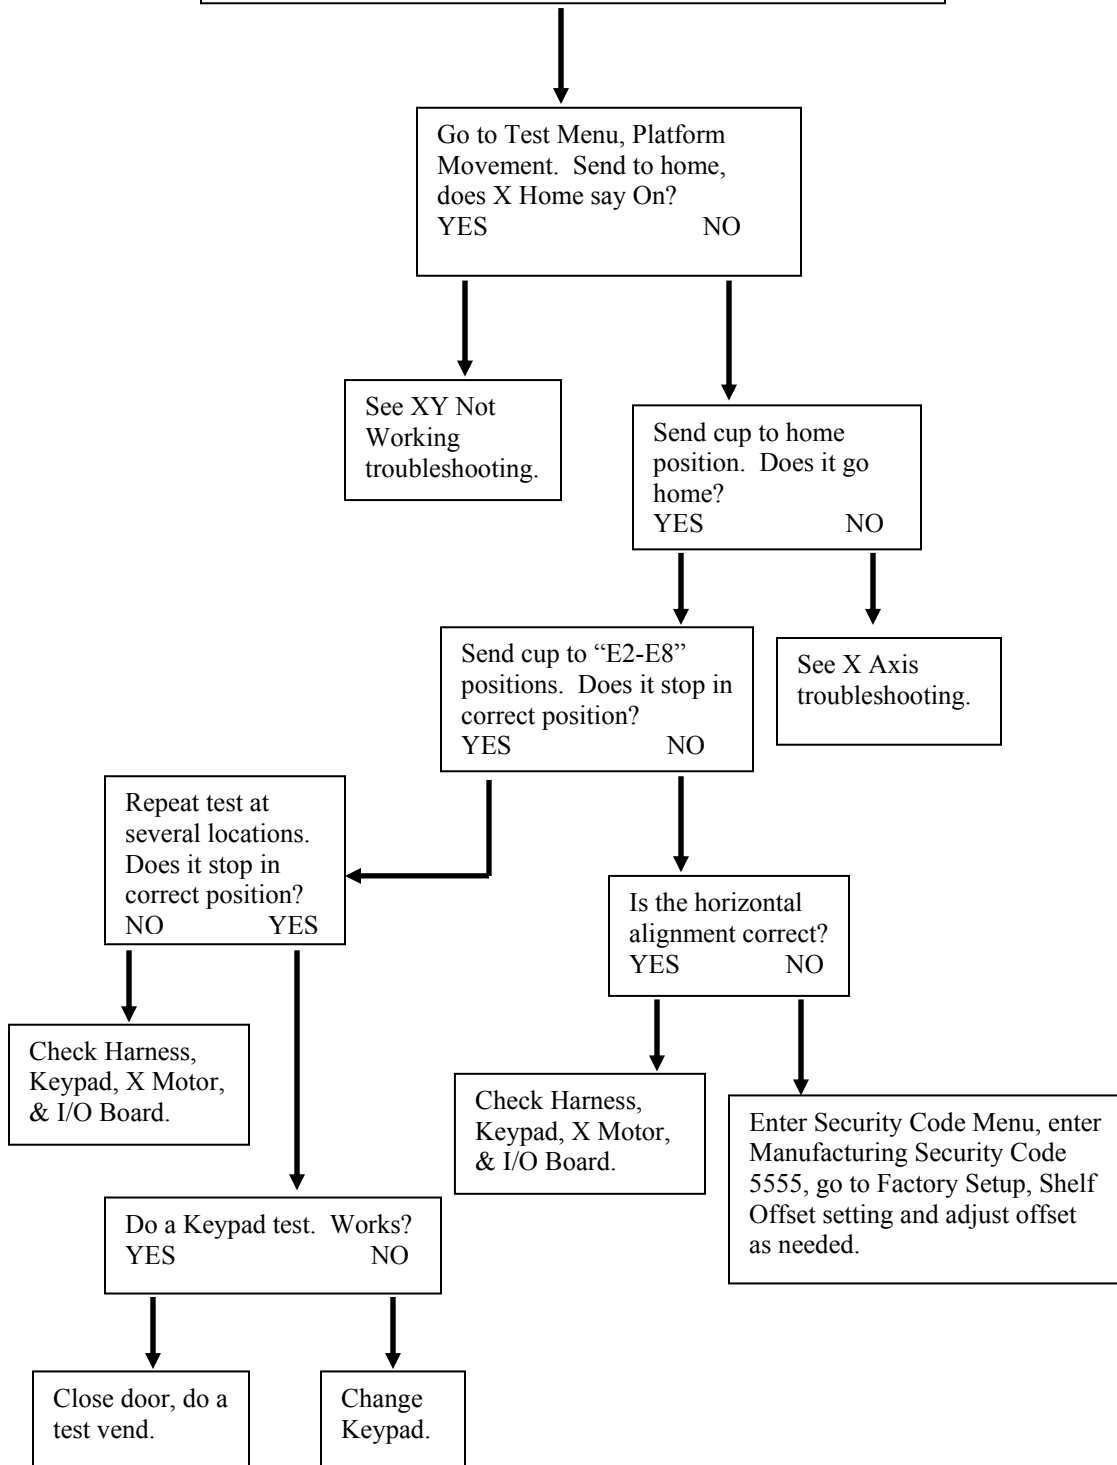 Go to Test Menu, Platform
Movement.  Send to home,
does X Home say On?
YES NO
See XY Not
Working
troubleshooting.
Send cup to home
position.  Does it go
home?
YES NO
Send cup to “E2-E8”
positions.  Does it stop in
correct position?
YES NO
See X Axis
troubleshooting.
Repeat test at
several locations.
Does it stop in
correct position?
NO YES
Is the horizontal
alignment correct?
YES NO
Check Harness,
Keypad, X Motor,
& I/O Board.
Check Harness,
Keypad, X Motor,
& I/O Board.
Enter Security Code Menu, enter
Manufacturing Security Code
5555, go to Factory Setup, Shelf
Offset setting and adjust offset
as needed.
Do a Keypad test.  Works?
YES NO
Close door, do a
test vend.
Change
Keypad.